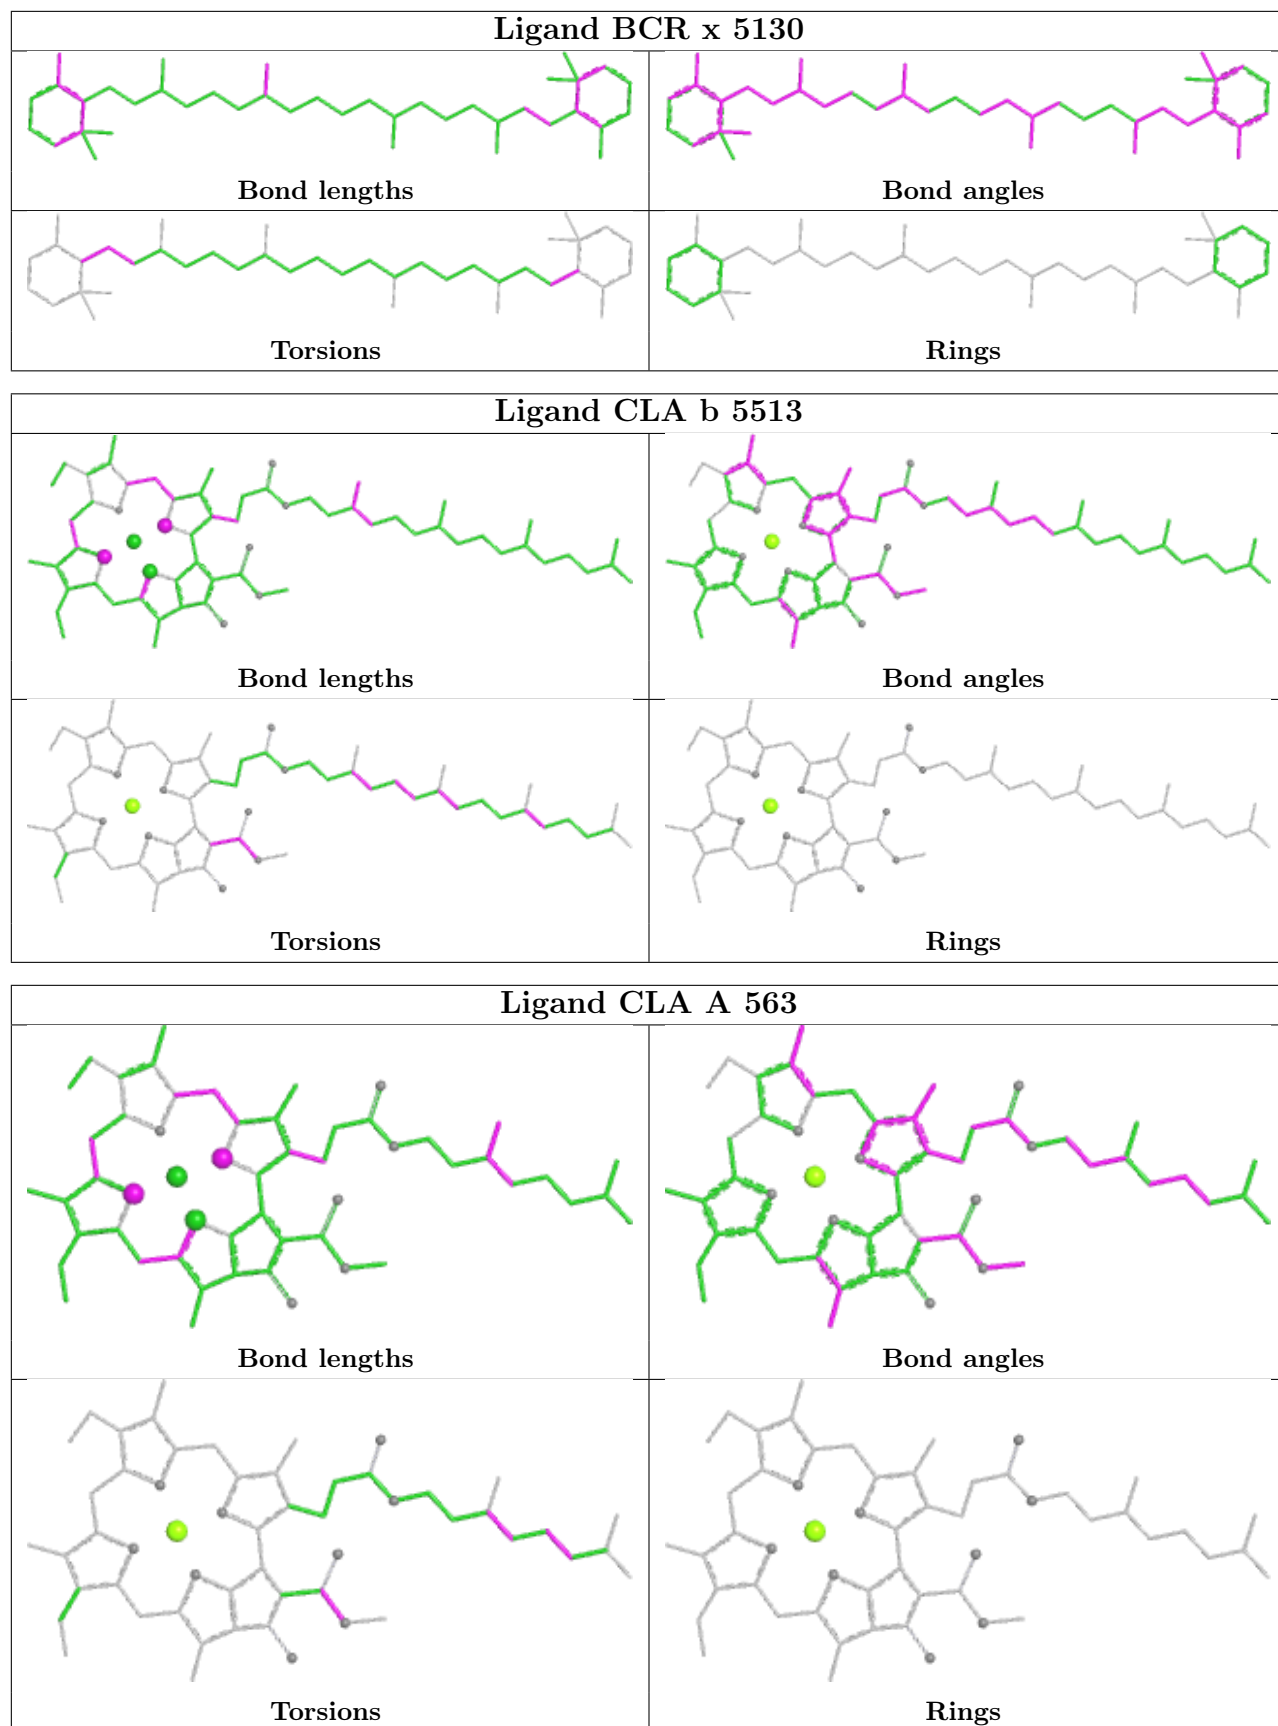 Ligand BCR x 5130
Bond lengths
Bond angles
Torsions
Rings
Ligand CLA b 5513
Bond lengths
Bond angles
Torsions
Rings
Ligand CLA A 563
Bond lengths
Bond angles
Torsions
Rings